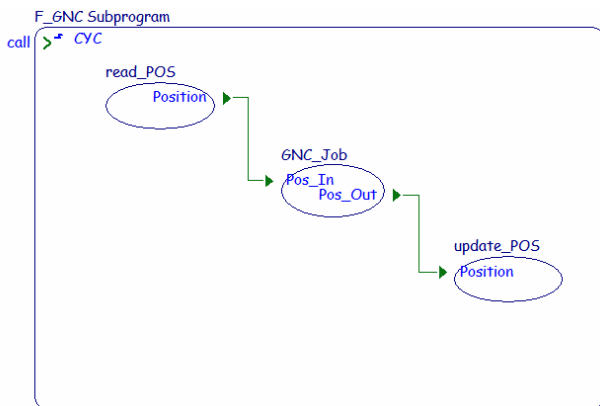 F_GNC Subprogram
call CYC
read_POS
Position
GNC_Job
Pos_In
Pos_Out
update_POS
Position